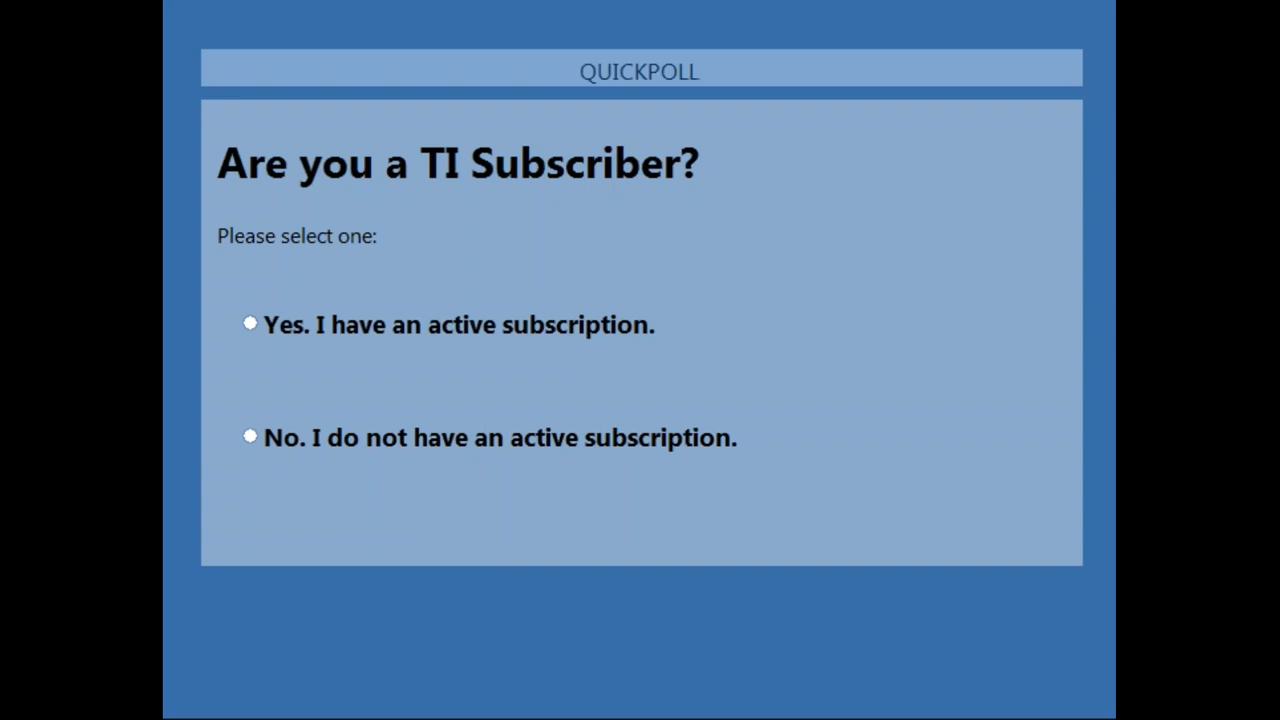 QUICKPOLL
Are you a TI Subscriber?
Please select one:
Yes. I have an active subscription.
No. I do not have an active subscription.